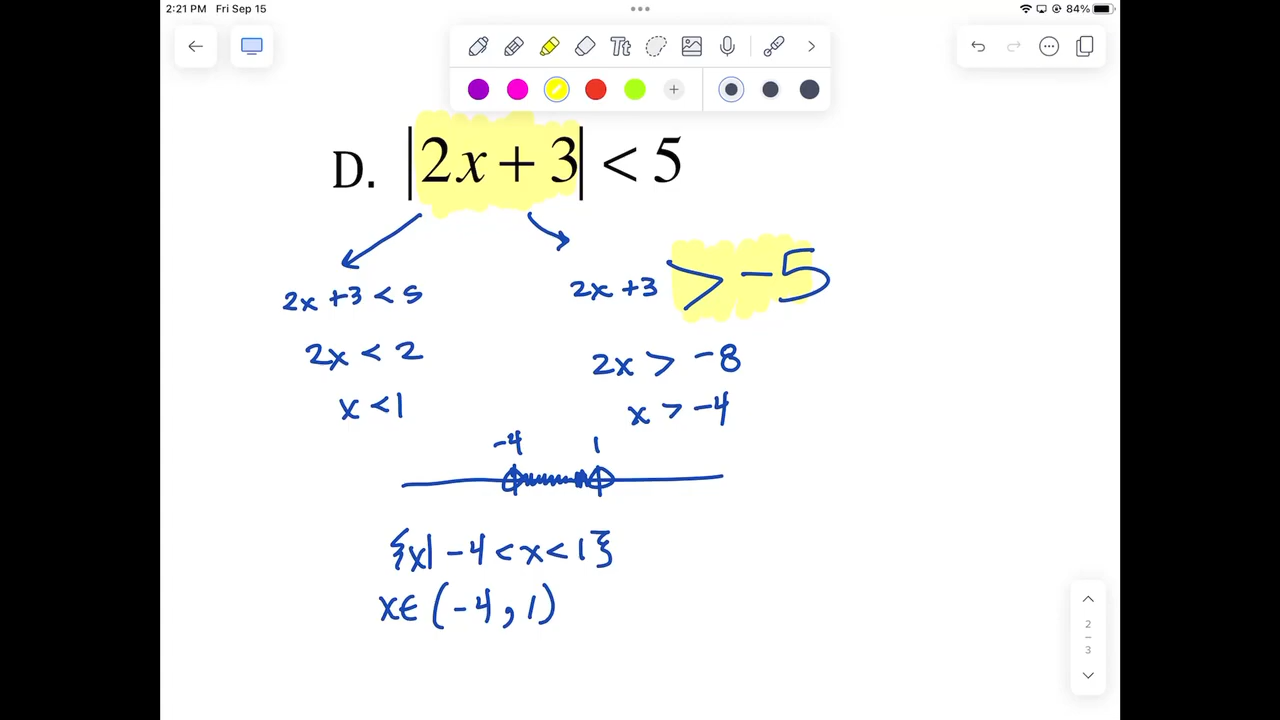 2:21 PM Fri Sep 15
84%
Tt
D. |2x + 3| < 5
2x + 3 < 5
2x + 3 > -5
2x < 2
2x > -8
x < 1
x > -4
-4 1
{x| -4 < x < 1}
x∈ (-4, 1)
2
3